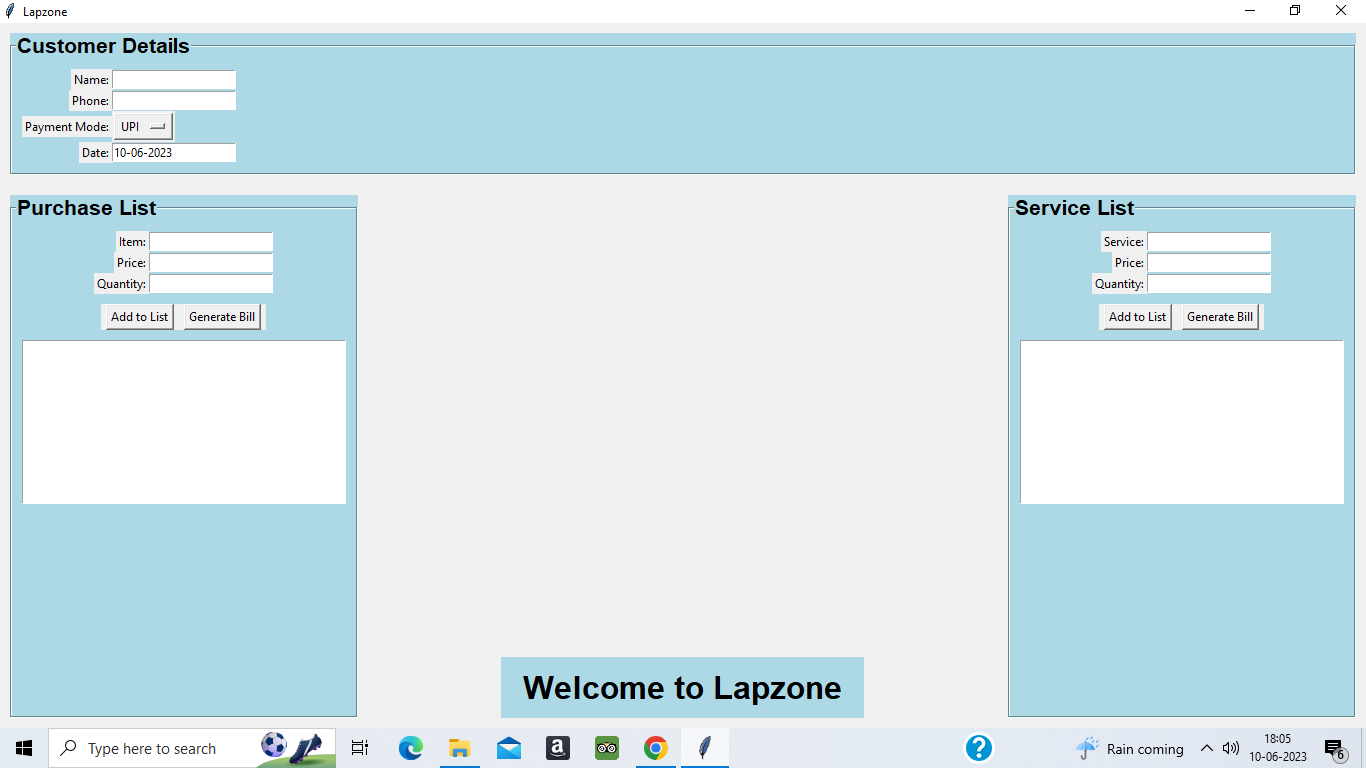 Lapzone
Customer Details
Name:
Phone:
Payment Mode: UPI
Date: 10-06-2023
Purchase List
Item:
Price:
Quantity:
Add to List Generate Bill
Service List
Service:
Price:
Quantity:
Add to List Generate Bill
Welcome to Lapzone
Type here to search
a
?
Rain coming
18:05
10-06-2023
6